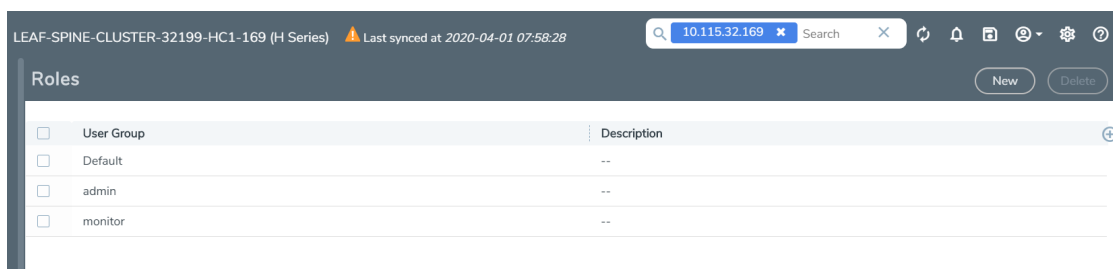 LEAF-SPINE-CLUSTER-32199-HC1-169 (H Series) Last synced at 2020-04-01 07:58:28 10.115.32.169 Search
Roles New Delete
User Group Description
Default --
admin --
monitor --